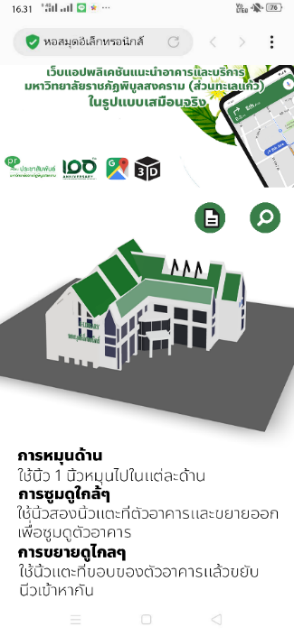 16.31
หอสมุดอิเล็กทรอนิกส์
เว็บแอปพลิเคชันแนะนำอาคารและบริการ
มหาวิทยาลัยราชภัฏพิบูลสงคราม (ส่วนทะเลแก้ว)
ในรูปแบบเสมือนจริง
pr ประชาสัมพันธ์
100
ANNIVERSARY
3D
LIBRARY
การหมุนด้าน
ใช้นิ้ว 1 นิ้วหมุนไปในแต่ละด้าน
การซูมดูใกล้ๆ
ใช้นิ้วสองนิ้วแตะที่ตัวอาคารและขยายออก
เพื่อซูมดูตัวอาคาร
การขยายดูไกลๆ
ใช้นิ้วแตะที่ขอบของตัวอาคารแล้วขยับ
นิ้วเข้าหากัน